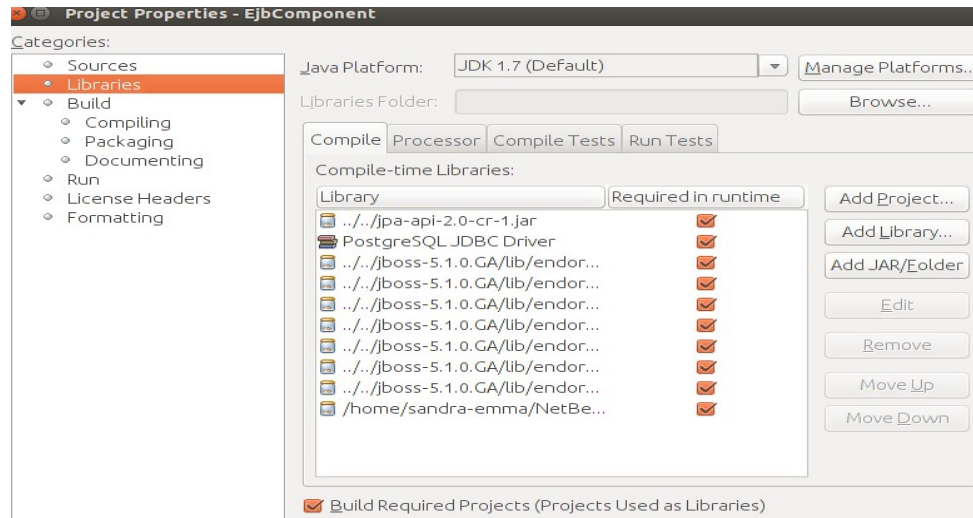 Project Properties - EjbComponent
Categories:
Sources
Libraries
Build
Compiling
Packaging
Documenting
Run
License Headers
Formatting
Java Platform:
JDK 1.7 (Default)
Manage Platforms..
Libraries Folder:
Browse...
Compile
Processor
Compile Tests
Run Tests
Compile-time Libraries:
Library
Required in runtime
../../jpa-api-2.0-cr-1.jar
PostgreSQL JDBC Driver
../../jboss-5.1.0.GA/lib/endor...
../../jboss-5.1.0.GA/lib/endor...
../../jboss-5.1.0.GA/lib/endor...
../../jboss-5.1.0.GA/lib/endor...
../../jboss-5.1.0.GA/lib/endor...
../../jboss-5.1.0.GA/lib/endor...
../../jboss-5.1.0.GA/lib/endor...
/home/sandra-emma/NetBe...
Add Project...
Add Library...
Add JAR/Folder
Edit
Remove
Move Up
Move Down
Build Required Projects (Projects Used as Libraries)